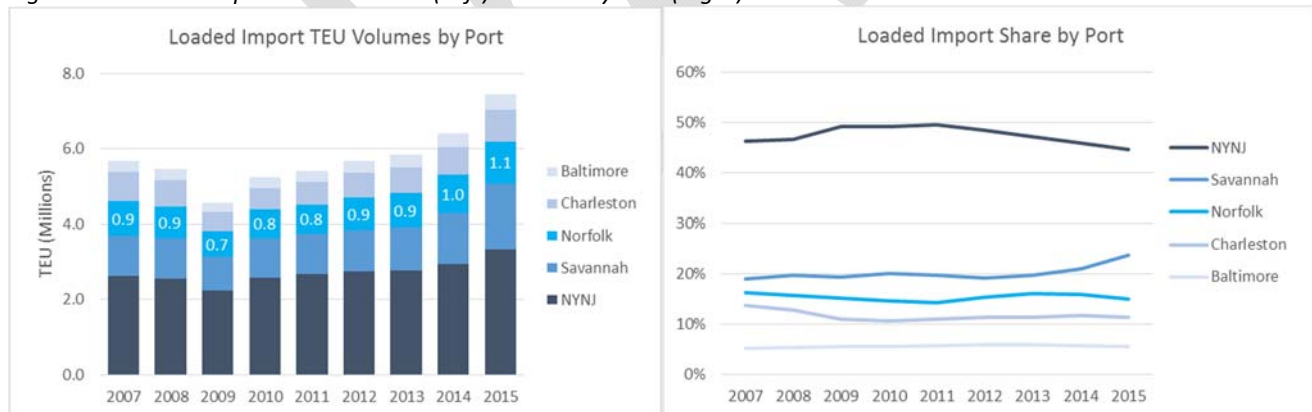 Loaded Import TEU Volumes by Port
8.0
6.0
4.0
2.0
0.0
TEU (Millions)
0.9 0.9 0.7 0.8 0.8 0.9 0.9 1.0 1.1
2007 2008 2009 2010 2011 2012 2013 2014 2015
Baltimore
Charleston
Norfolk
Savannah
NYNJ
Loaded Import Share by Port
60%
50%
40%
30%
20%
10%
0%
2007 2008 2009 2010 2011 2012 2013 2014 2015
NYNJ
Savannah
Norfolk
Charleston
Baltimore